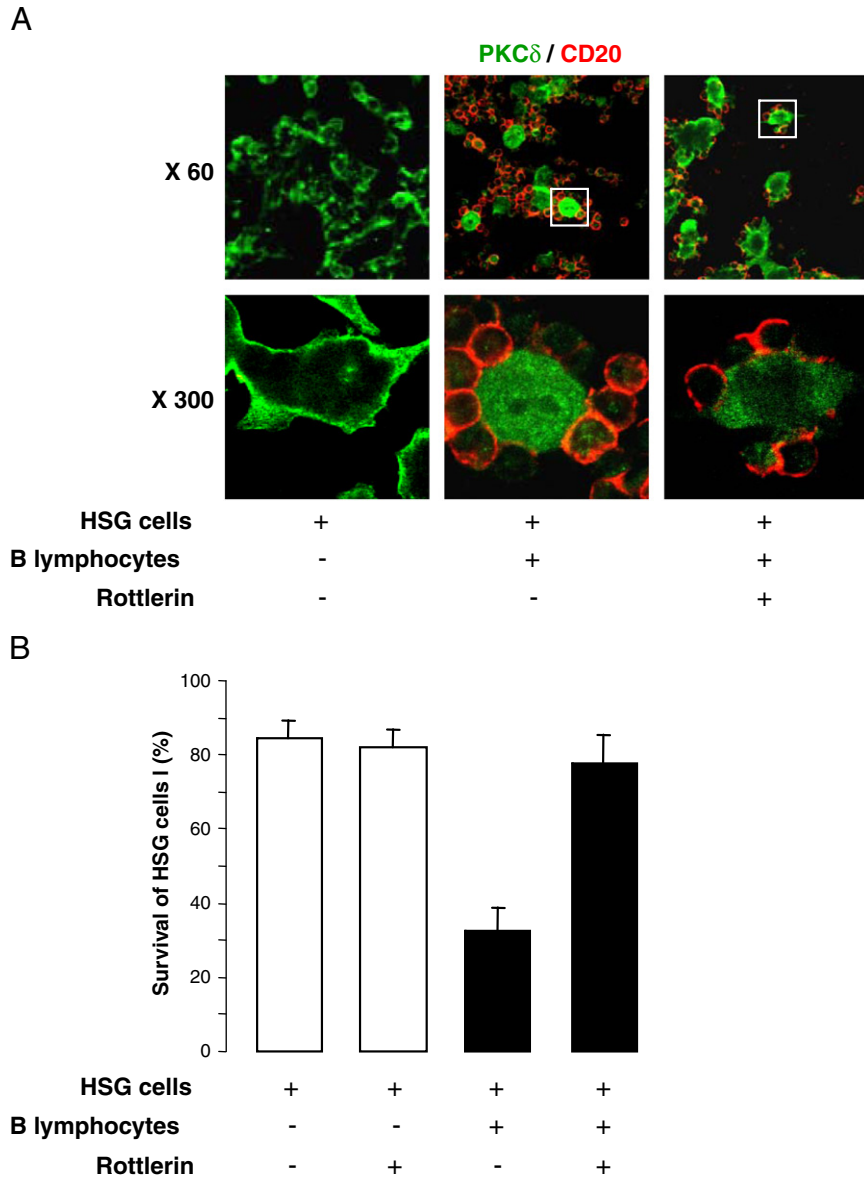 A
PKCδ / CD20
X 60
X 300
HSG cells + + +
B lymphocytes - + +
Rottlerin - - +
B
Survival of HSG cells I (%)
100
80
60
40
20
0
HSG cells + + + +
B lymphocytes - - + +
Rottlerin - + - +